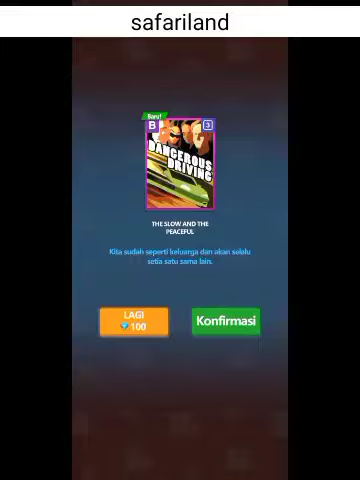 safariland
Baru!
B
3
DANGEROUS
DRIVING
THE SLOW AND THE
PEACEFUL
Kita sudah seperti keluarga dan akan selalu
setia satu sama lain.
LAGI
100
Konfirmasi